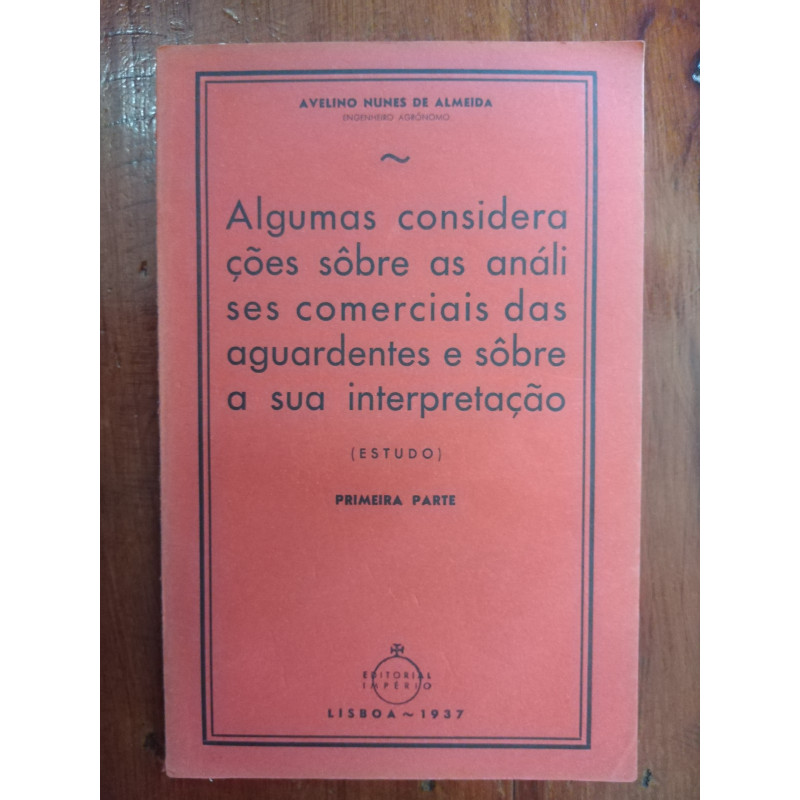 AVELINO NUNES DE ALMEIDA
ENGENHEIRO AGRÓNOMO
~
Algumas considera
ções sôbre as análi
ses comerciais das
aguardentes e sôbre
a sua interpretação
(ESTUDO)
PRIMEIRA PARTE
EDITORIAL
IMPÉRIO
LISBOA ~ 1937